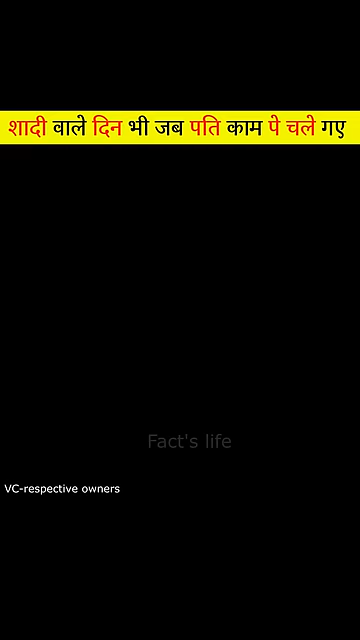 शादी वाले दिन भी जब पति काम पे चले गए
Fact's life
VC-respective owners